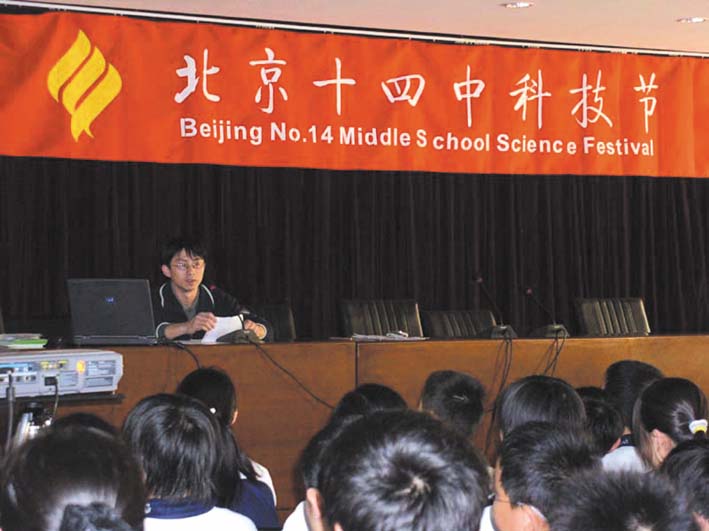 北京十四中科技节
Beijing No.14 Middle School Science Festival